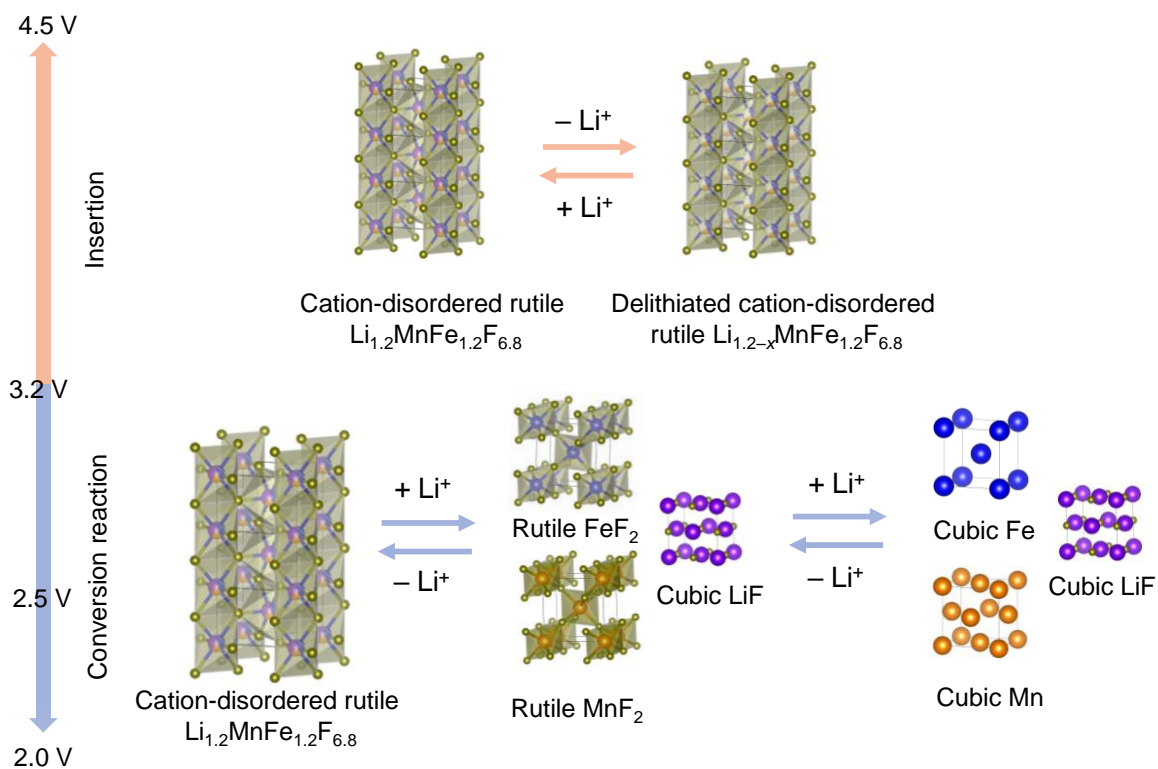 4.5 V
Insertion
– Li⁺
+ Li⁺
Cation-disordered rutile
Li₁.₂MnFe₁.₂F₆.₈
Delithiated cation-disordered
rutile Li₁.₂₋ₓMnFe₁.₂F₆.₈
3.2 V
Conversion reaction
2.5 V
2.0 V
+ Li⁺
– Li⁺
Cation-disordered rutile
Li₁.₂MnFe₁.₂F₆.₈
Rutile FeF₂
Cubic LiF
Rutile MnF₂
+ Li⁺
– Li⁺
Cubic Fe
Cubic LiF
Cubic Mn